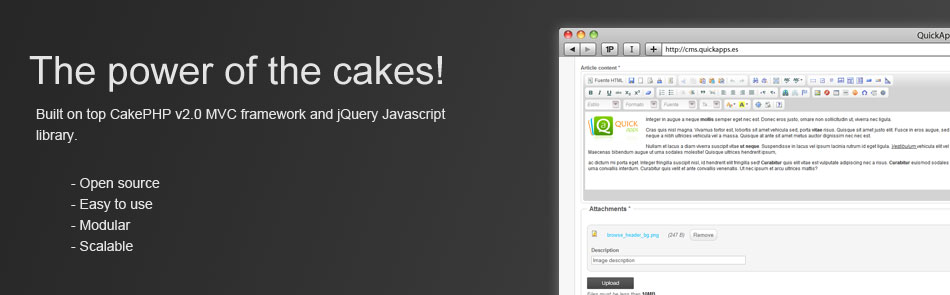 The power of the cakes!
Built on top CakePHP v2.0 MVC framework and jQuery Javascript
library.
- Open source
- Easy to use
- Modular
- Scalable
QuickAp
1P
http://cms.quickapps.es
Article content *
Fuente HTML
Estilo Formato Fuente Ta
QUICK
apps
Integer in augue a neque mollis semper eget nec est. Donec eros justo, ornare non sollicitudin ut, viverra nec ligula.
Cras quis nisl magna. Vivamus tortor est, lobortis sit amet vehicula sed, porta vitae risus. Quisque sit amet justo elit. Fusce in eros augue, sed
neque a nibh ultricies vehicula vel a massa. Quisque at ante sit amet metus auctor dignissim nec nec est.
Nullam et lacus a diam viverra suscipit vitae ut neque. Suspendisse in lacus vel ipsum lacinia rutrum id eget ligula. Vestibulum vehicula elit vel
Maecenas bibendum augue ut urna sodales molestie! Quisque ultrices hendrerit ipsum,
ac dictum mi porta eget. Integer fringilla suscipit nisl, id hendrerit elit fringilla sed! Curabitur quis elit vitae est vulputate adipiscing nec a risus. Curabitur euismod sodales
urna convallis interdum. Curabitur quis velit et ante convallis venenatis. Ut nec ipsum et arcu ultrices mattis?
Attachments *
browse_header_bg.png (247 B) Remove
Description
Image description
Upload
Files must be less than 10MB